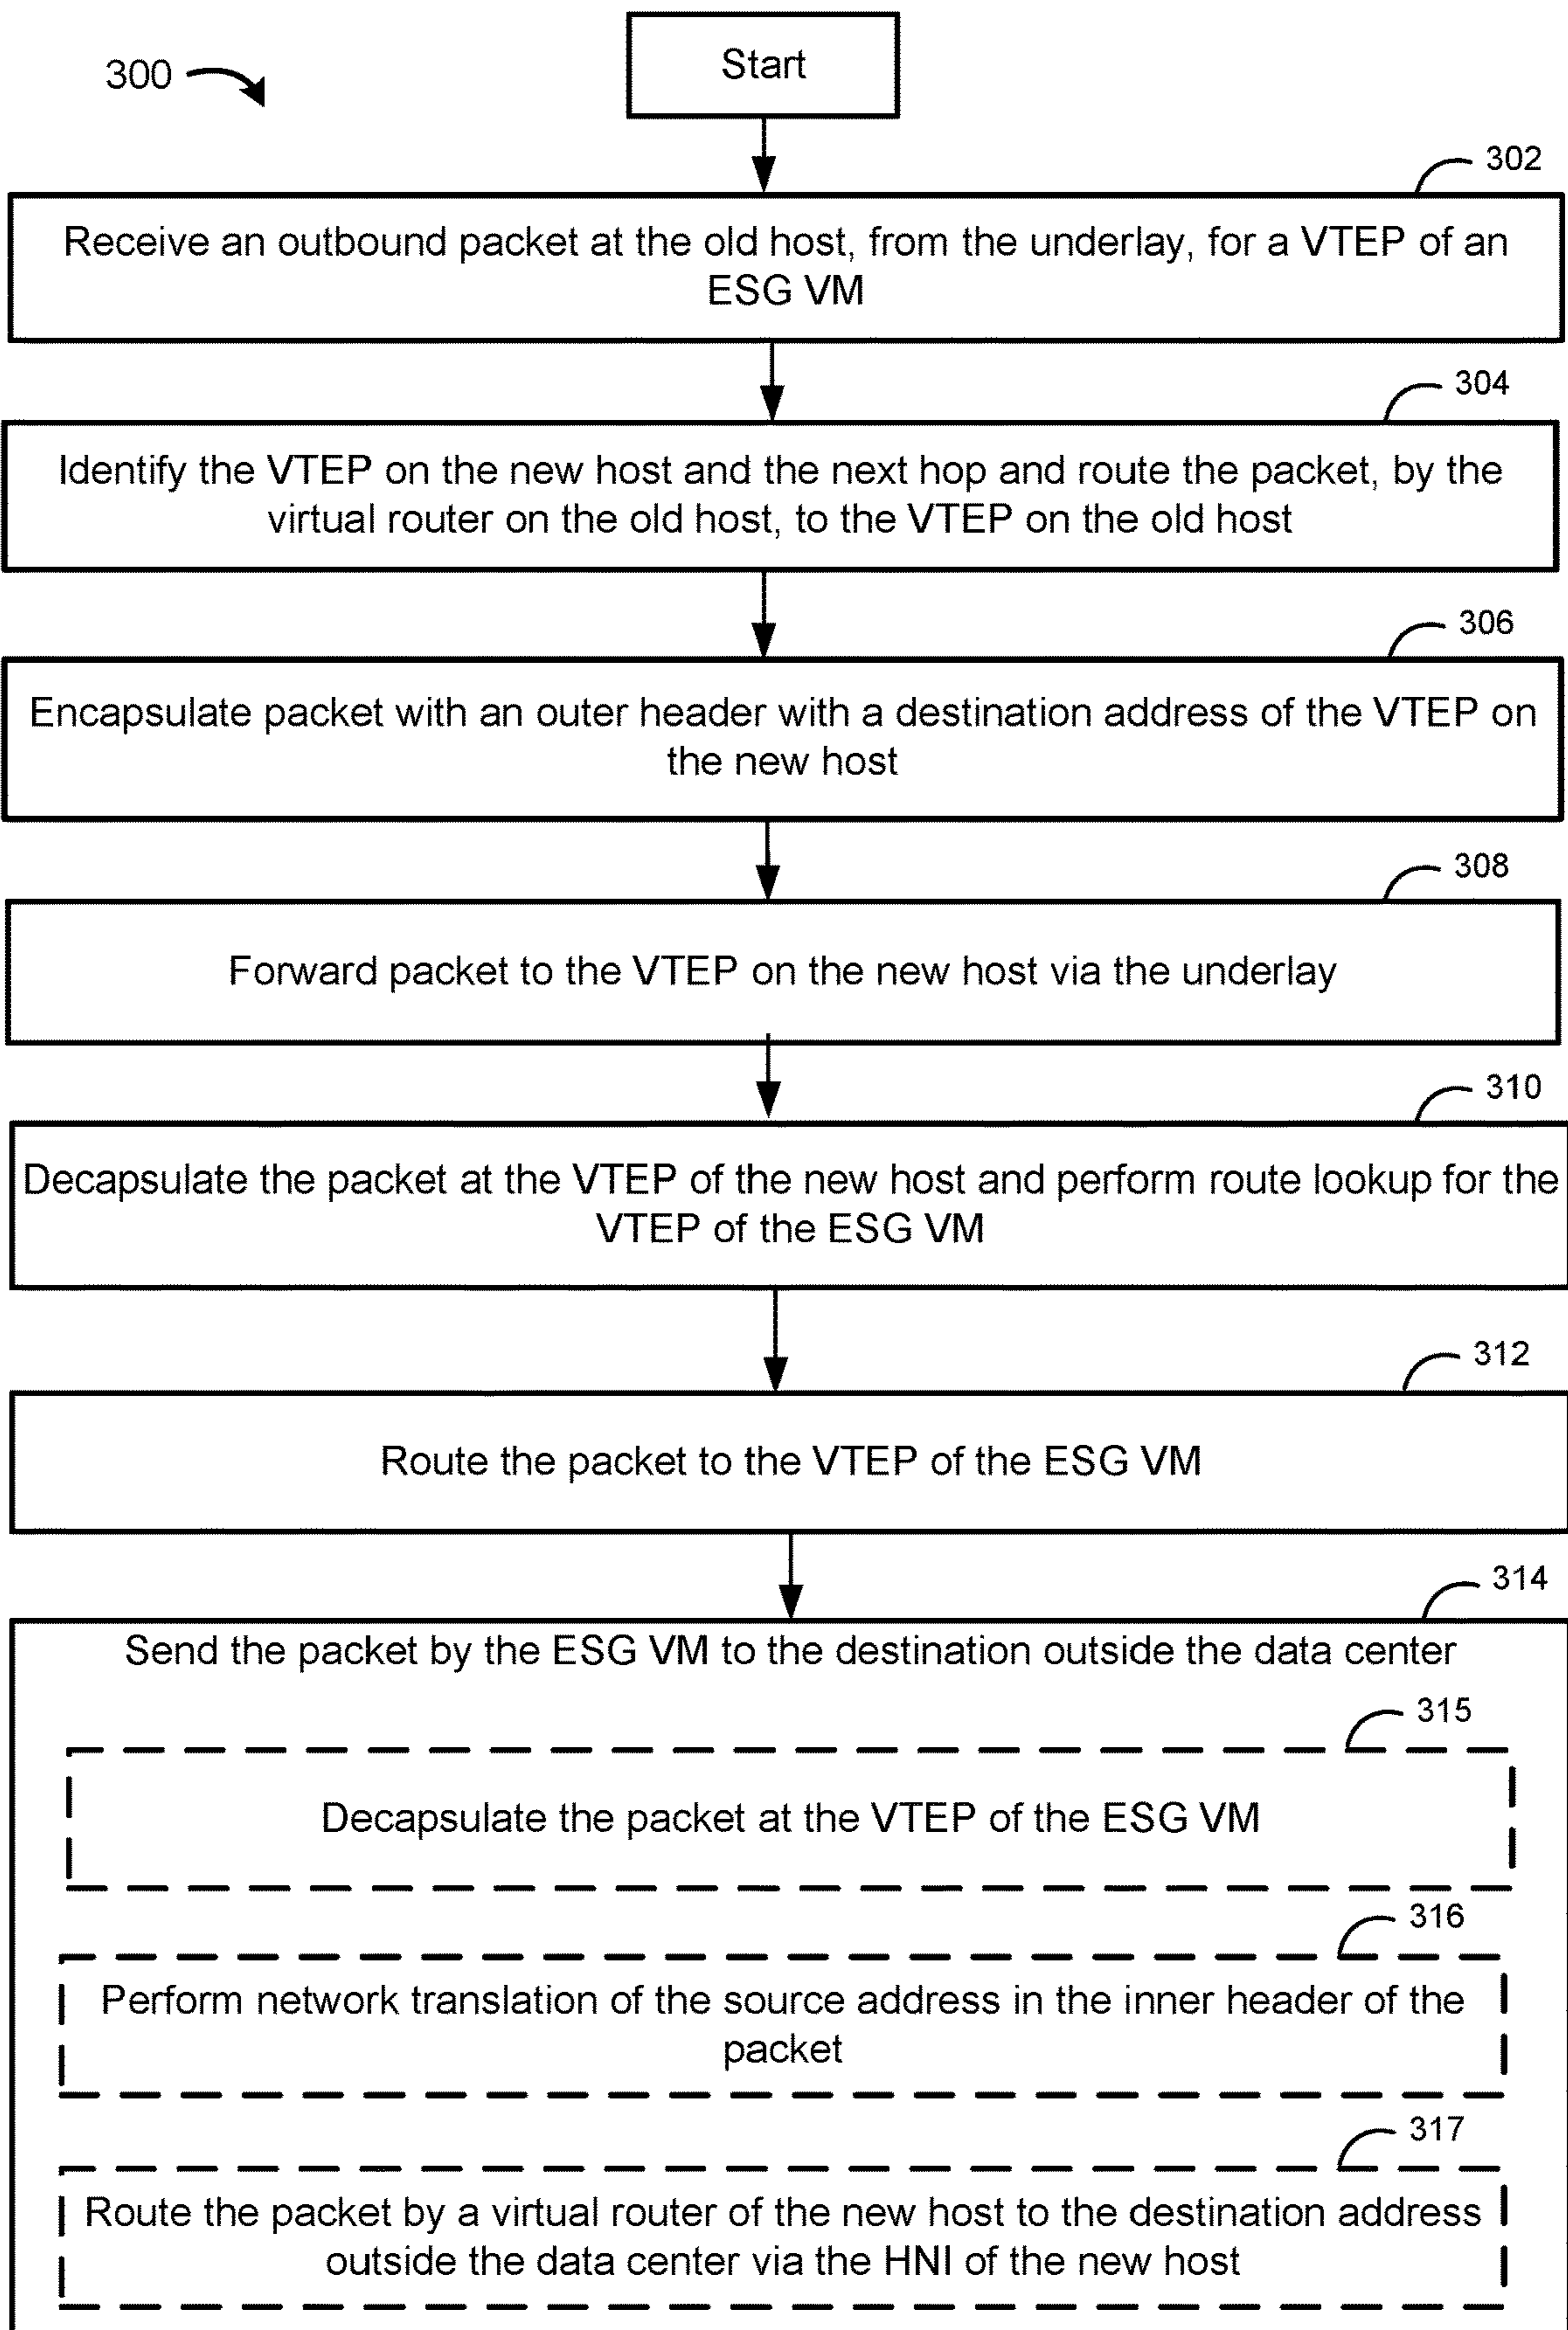 300
Start
302
Receive an outbound packet at the old host, from the underlay, for a VTEP of an
ESG VM
304
Identify the VTEP on the new host and the next hop and route the packet, by the
virtual router on the old host, to the VTEP on the old host
306
Encapsulate packet with an outer header with a destination address of the VTEP on
the new host
308
Forward packet to the VTEP on the new host via the underlay
310
Decapsulate the packet at the VTEP of the new host and perform route lookup for the
VTEP of the ESG VM
312
Route the packet to the VTEP of the ESG VM
314
Send the packet by the ESG VM to the destination outside the data center
315
Decapsulate the packet at the VTEP of the ESG VM
316
Perform network translation of the source address in the inner header of the
packet
317
Route the packet by a virtual router of the new host to the destination address
outside the data center via the HNI of the new host